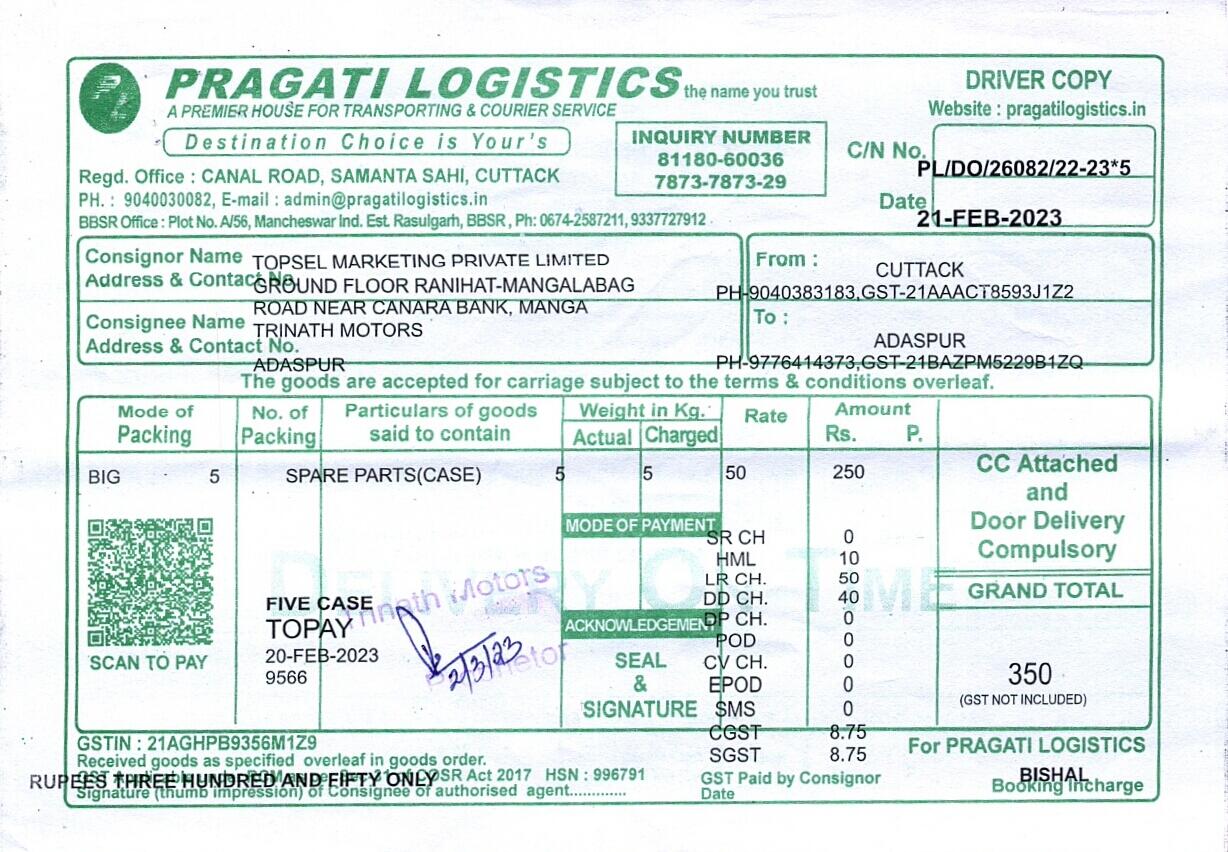 PRAGATI LOGISTICS the name you trust
A PREMIER HOUSE FOR TRANSPORTING & COURIER SERVICE
Destination Choice is Your's
Regd. Office : CANAL ROAD, SAMANTA SAHI, CUTTACK
PH. : 9040030082, E-mail : admin@pragatilogistics.in
BBSR Office : Plot No. A/56, Mancheswar Ind. Est. Rasulgarh, BBSR , Ph: 0674-2587211, 9337727912
INQUIRY NUMBER
81180-60036
7873-7873-29
DRIVER COPY
Website : pragatilogistics.in
C/N No. PL/DO/26082/22-23*5
Date 21-FEB-2023
Consignor Name TOPSEL MARKETING PRIVATE LIMITED
Address & Contact No. GROUND FLOOR RANIHAT-MANGALABAG
ROAD NEAR CANARA BANK, MANGA
From : CUTTACK
PH-9040383183,GST-21AAACT8593J1Z2
Consignee Name TRINATH MOTORS
Address & Contact No.
ADASPUR
To : ADASPUR
PH-9776414373,GST-21BAZPM5229B1ZQ
The goods are accepted for carriage subject to the terms & conditions overleaf.
Mode of Packing No. of Packing Particulars of goods said to contain Weight in Kg. Actual Charged Rate Amount Rs. P.
BIG 5 SPARE PARTS(CASE) 5 5 50 250
CC Attached
and
Door Delivery
Compulsory
GRAND TOTAL
350
(GST NOT INCLUDED)
MODE OF PAYMENT
SR CH 0
HML 10
LR CH. 50
DD CH. 40
DP CH. 0
POD 0
CV CH. 0
EPOD 0
SMS 0
CGST 8.75
SGST 8.75
ACKNOWLEDGEMENT
SEAL
&
SIGNATURE
DELIVERY ON TIME
SCAN TO PAY
FIVE CASE
TOPAY
20-FEB-2023
9566
Trinath Motors
2/3/23
Proprietor
GSTIN : 21AGHPB9356M1Z9
Received goods as specified overleaf in goods order.
RUPEES THREE HUNDRED AND FIFTY ONLY
Act 2017 HSN : 996791
Signature (thumb impression) of Consignee of authorised agent.............
GST Paid by Consignor
Date
For PRAGATI LOGISTICS
BISHAL
Booking Incharge